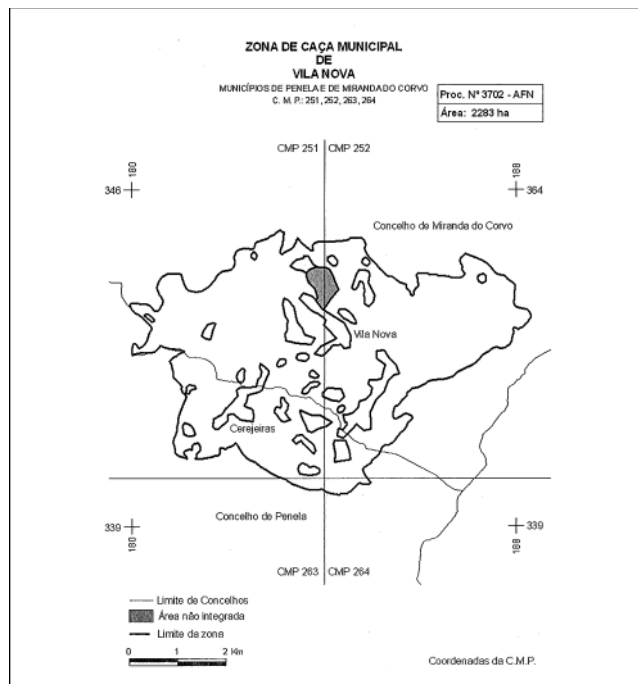 ZONA DE CAÇA MUNICIPAL
DE
VILA NOVA
MUNICÍPIOS DE PENELA E DE MIRANDA DO CORVO
C. M. P.: 251, 252, 263, 264
Proc. Nº 3702 - AFN
Área: 2283 ha
CMP 251
CMP 252
180
188
346
364
Concelho de Miranda do Corvo
Vila Nova
Cerejeiras
Concelho de Penela
339
339
180
188
CMP 263
CMP 264
Limite de Concelhos
Área não integrada
Limite da zona
0 1 2 Km
Coordenadas da C.M.P.